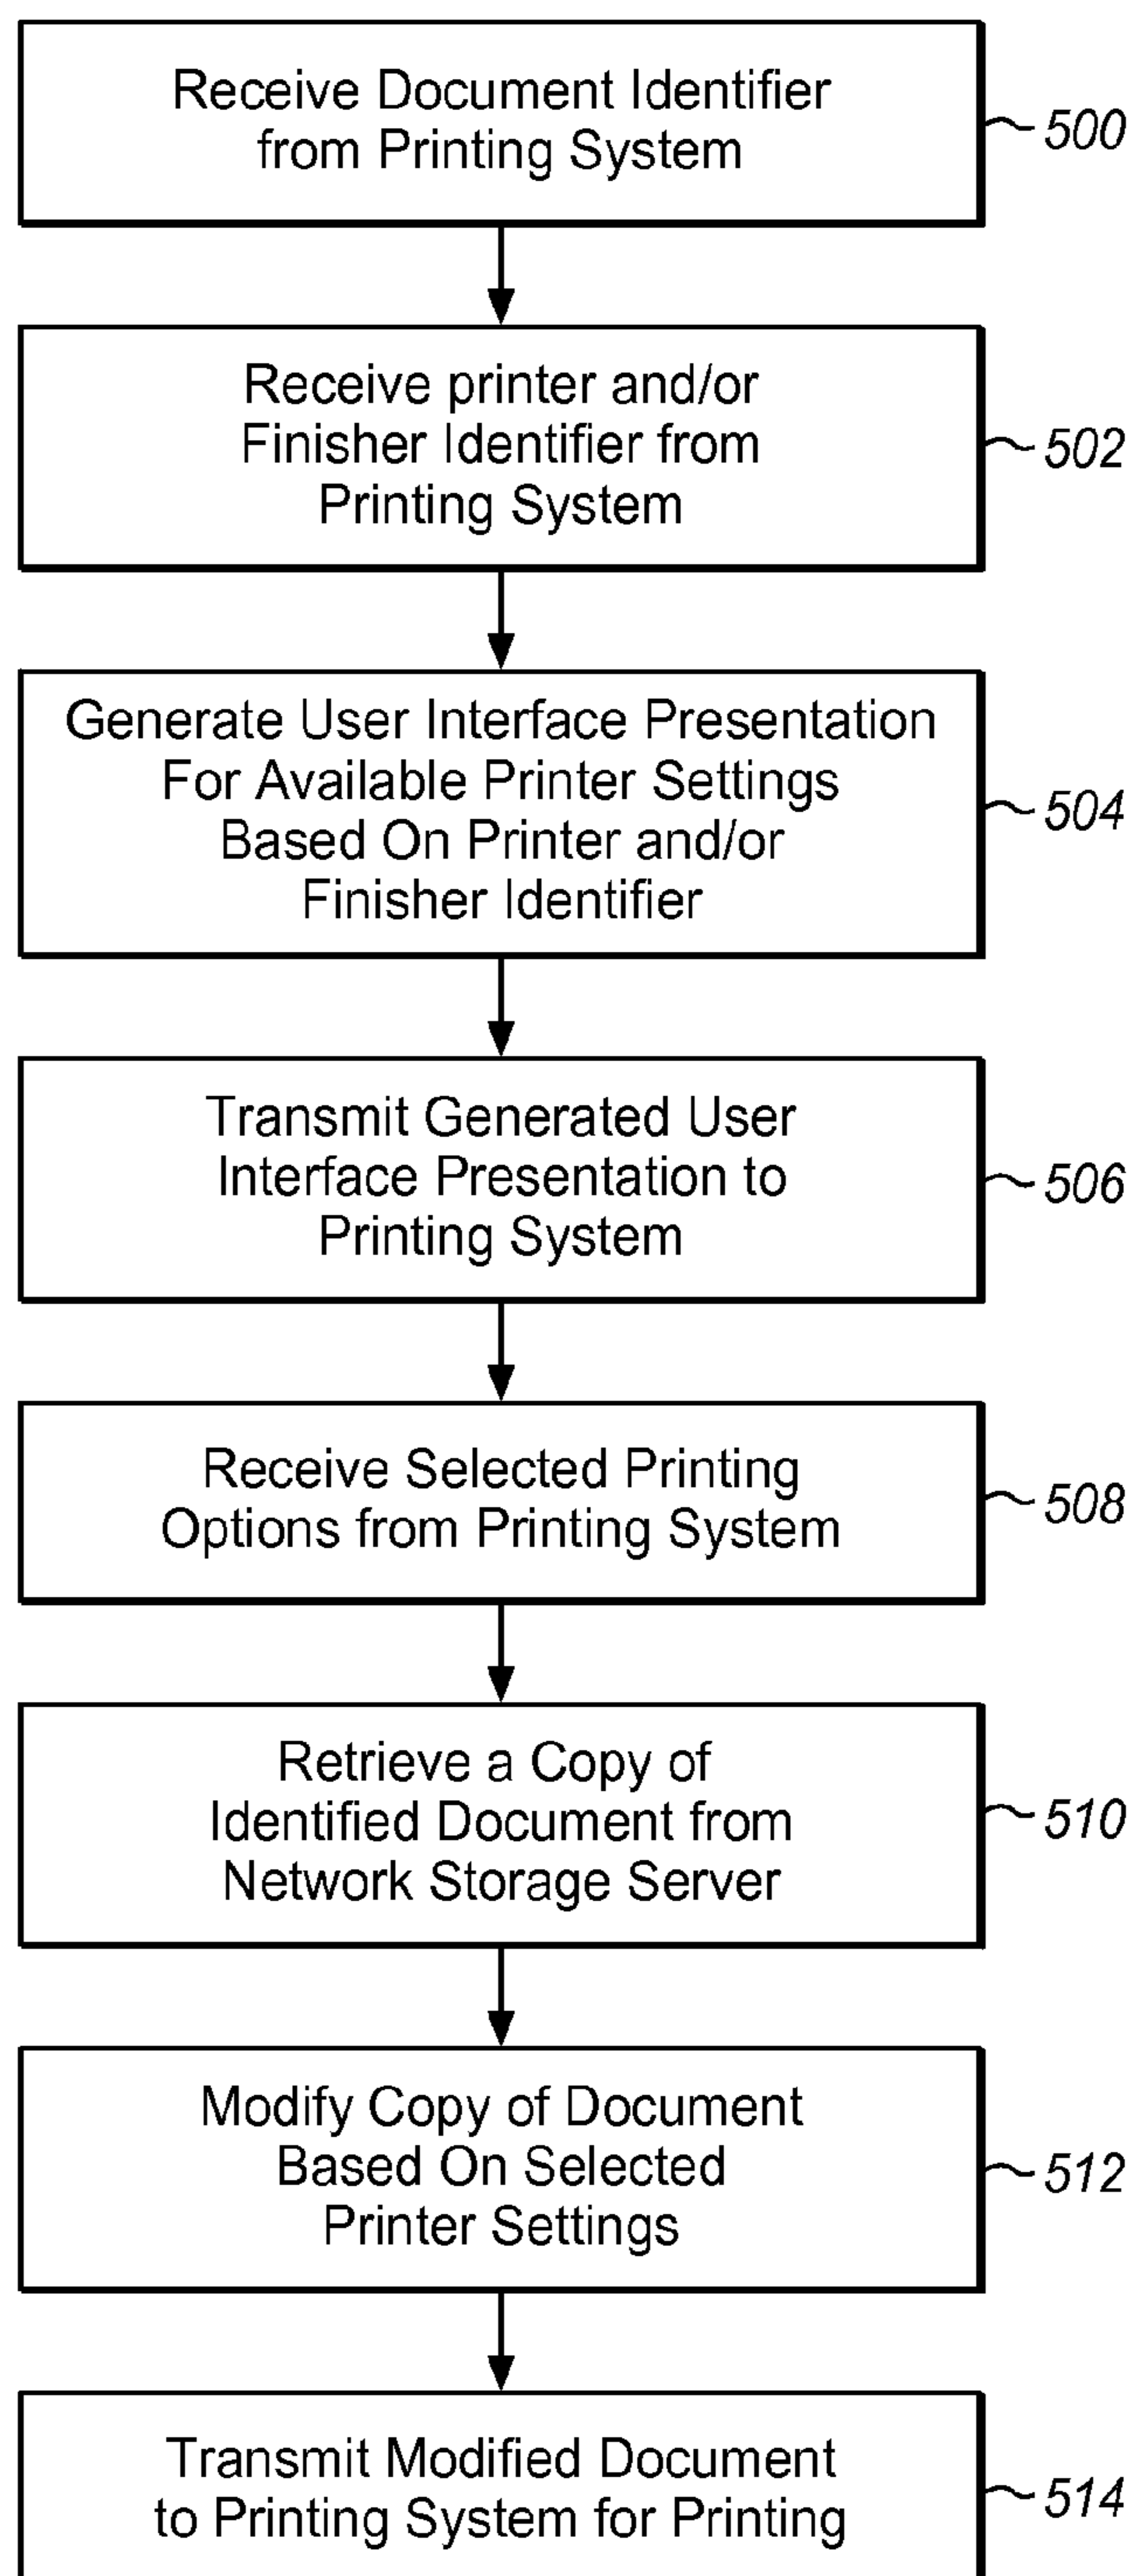 Receive Document Identifier
from Printing System
500
Receive printer and/or
Finisher Identifier from
Printing System
502
Generate User Interface Presentation
For Available Printer Settings
Based On Printer and/or
Finisher Identifier
504
Transmit Generated User
Interface Presentation to
Printing System
506
Receive Selected Printing
Options from Printing System
508
Retrieve a Copy of
Identified Document from
Network Storage Server
510
Modify Copy of Document
Based On Selected
Printer Settings
512
Transmit Modified Document
to Printing System for Printing
514